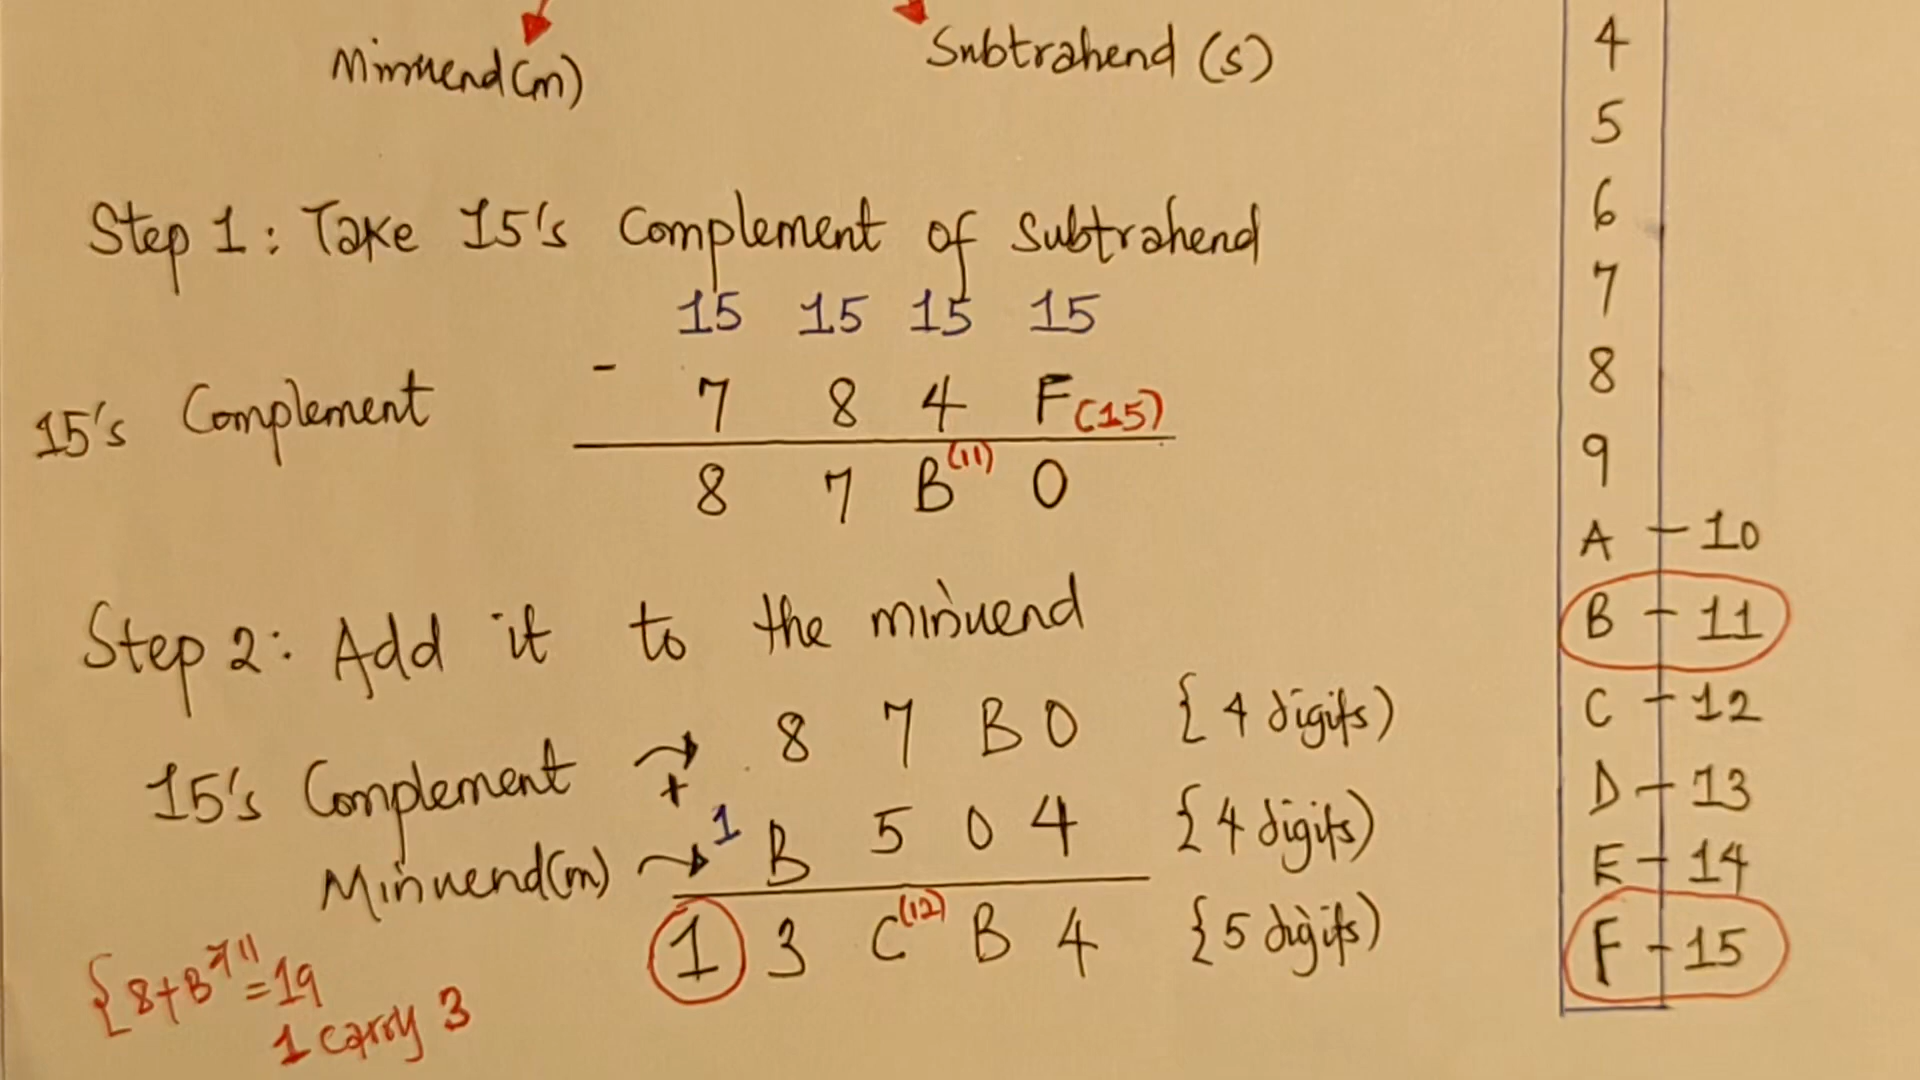 Minuend(m) Subtrahend (s)
Step 1: Take 15's Complement of Subtrahend
15 15 15 15
15's Complement - 7 8 4 F(15)
8 7 B(11) 0
Step 2: Add it to the minuend
15's Complement → 8 7 B 0 {4 digits)
+
Minuend(m) → 1 B 5 0 4 {4 digits)
1 3 C(12) B 4 {5 digits)
{8+B→11=19
1 carry 3
4
5
6
7
8
9
A - 10
B - 11
C - 12
D - 13
E - 14
F - 15